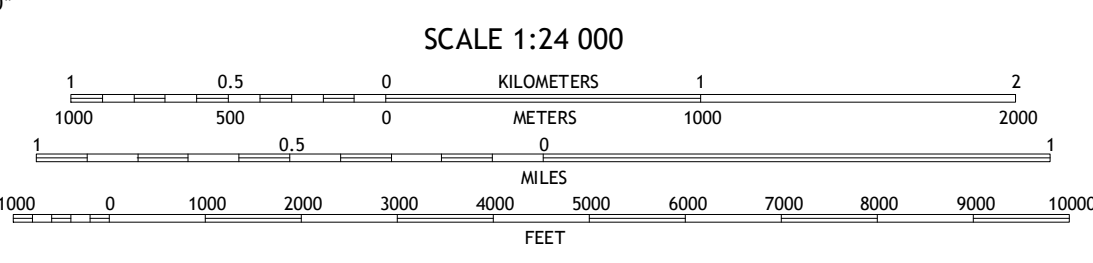 0"
SCALE 1:24 000
1 0.5 0 KILOMETERS 1 2
1000 500 0 METERS 1000 2000
1 0.5 0 1
MILES
1000 0 1000 2000 3000 4000 5000 6000 7000 8000 9000 10000
FEET